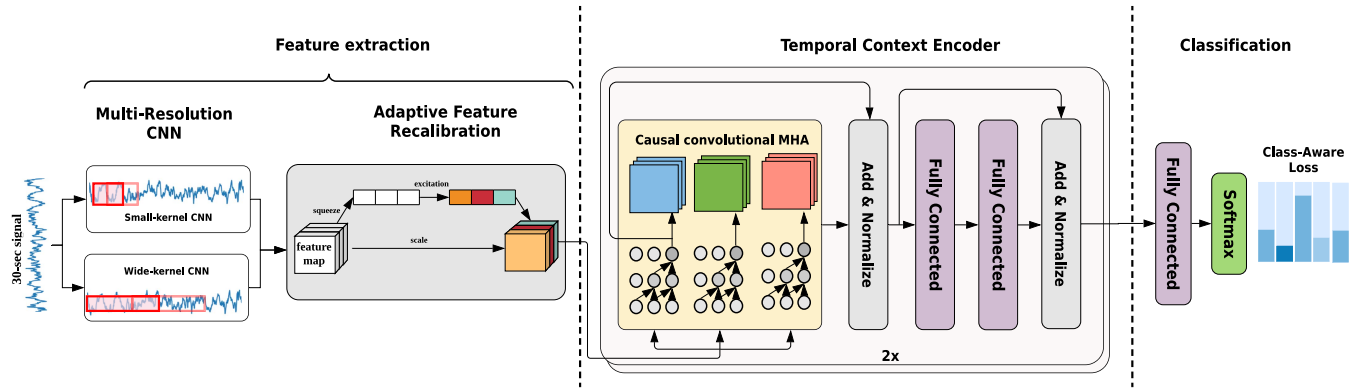 Feature extraction
Temporal Context Encoder
Classification
Multi-Resolution
CNN
Adaptive Feature
Recalibration
30-sec signal
Small-kernel CNN
Wide-kernel CNN
squeeze
excitation
feature
map
scale
Causal convolutional MHA
Add & Normalize
Fully Connected
Fully Connected
Add & Normalize
2x
Fully Connected
Softmax
Class-Aware
Loss